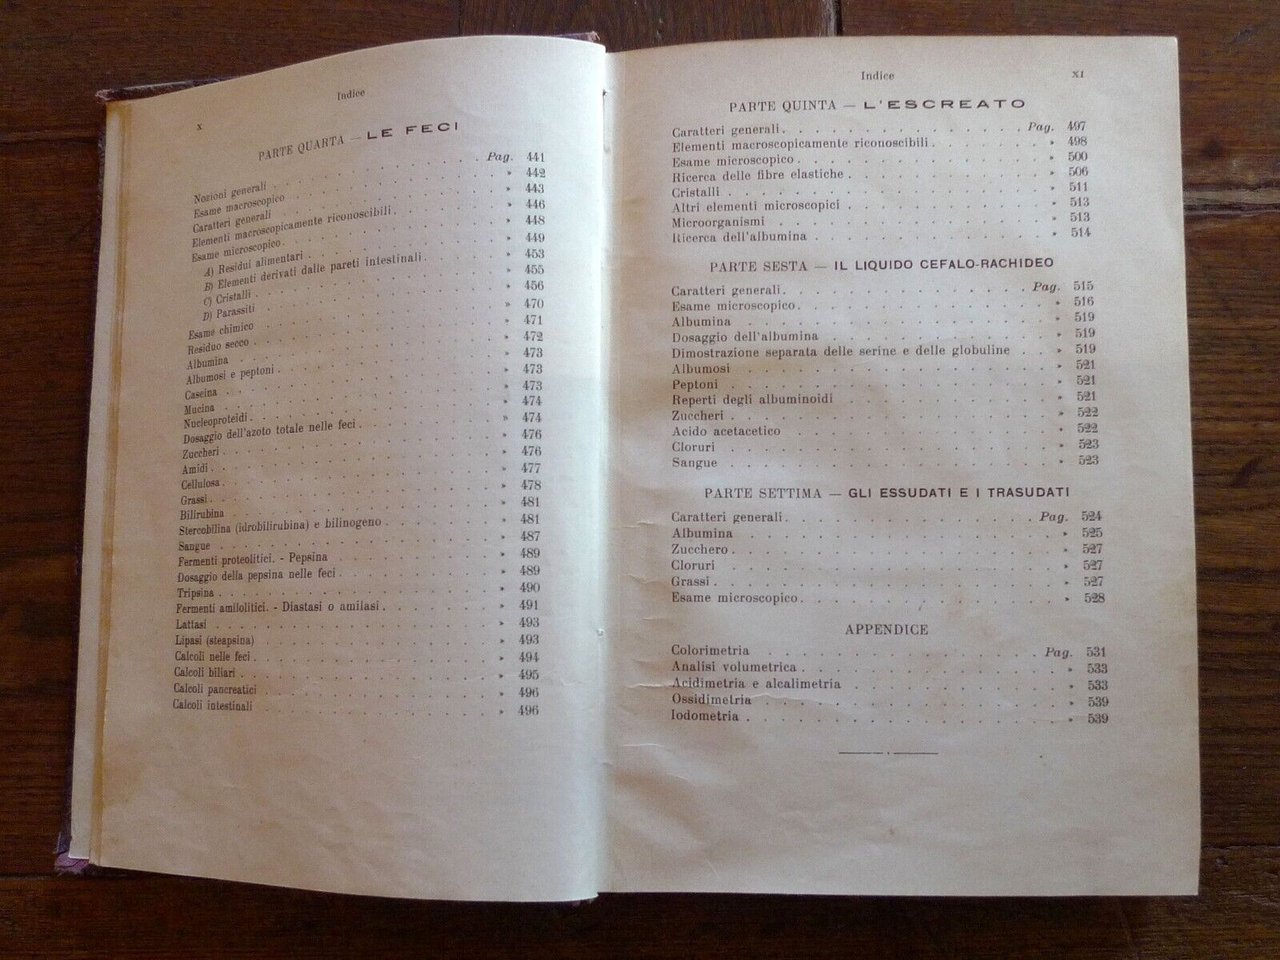 Indice
x
PARTE QUARTA — LE FECI
Nozioni generali . . . . . Pag. 441
Esame macroscopico . . . . . » 442
Caratteri generali . . . . . » 443
Elementi macroscopicamente riconoscibili . . . . . » 446
Esame microscopico . . . . . » 448
A) Residui alimentari . . . . . » 449
B) Elementi derivati dalle pareti intestinali . . . . . » 453
C) Cristalli . . . . . » 455
D) Parassiti . . . . . » 456
Esame chimico . . . . . » 470
Residuo secco . . . . . » 471
Albumina . . . . . » 472
Albumosi e peptoni . . . . . » 473
Caseina . . . . . » 473
Mucina . . . . . » 473
Nucleoproteidi . . . . . » 474
Dosaggio dell'azoto totale nelle feci . . . . . » 474
Zuccheri . . . . . » 476
Amidi . . . . . » 476
Cellulosa . . . . . » 477
Grassi . . . . . » 478
Bilirubina . . . . . » 481
Stercobilina (idrobilirubina) e bilinogeno . . . . . » 481
Sangue . . . . . » 487
Fermenti proteolitici. - Pepsina . . . . . » 489
Dosaggio della pepsina nelle feci . . . . . » 489
Tripsina . . . . . » 490
Fermenti amilolitici. - Diastasi o amilasi . . . . . » 491
Lattasi . . . . . » 493
Lipasi (steapsina) . . . . . » 493
Calcoli nelle feci . . . . . » 494
Calcoli biliari . . . . . » 495
Calcoli pancreatici . . . . . » 496
Calcoli intestinali . . . . . » 496
Indice XI
PARTE QUINTA — L'ESCREATO
Caratteri generali . . . . . Pag. 497
Elementi macroscopicamente riconoscibili . . . . . » 498
Esame microscopico . . . . . » 500
Ricerca delle fibre elastiche . . . . . » 506
Cristalli . . . . . » 511
Altri elementi microscopici . . . . . » 513
Microorganismi . . . . . » 513
Ricerca dell'albumina . . . . . » 514
PARTE SESTA — IL LIQUIDO CEFALO-RACHIDEO
Caratteri generali . . . . . Pag. 515
Esame microscopico . . . . . » 516
Albumina . . . . . » 519
Dosaggio dell'albumina . . . . . » 519
Dimostrazione separata delle serine e delle globuline . . » 519
Albumosi . . . . . » 521
Peptoni . . . . . » 521
Reperti degli albuminoidi . . . . . » 521
Zuccheri . . . . . » 522
Acido acetacetico . . . . . » 522
Cloruri . . . . . » 523
Sangue . . . . . » 523
PARTE SETTIMA — GLI ESSUDATI E I TRASUDATI
Caratteri generali . . . . . Pag. 524
Albumina . . . . . » 525
Zucchero . . . . . » 527
Cloruri . . . . . » 527
Grassi . . . . . » 527
Esame microscopico . . . . . » 528
APPENDICE
Colorimetria . . . . . Pag. 531
Analisi volumetrica . . . . . » 533
Acidimetria e alcalimetria . . . . . » 533
Ossidimetria . . . . . » 539
Iodometria . . . . . » 539